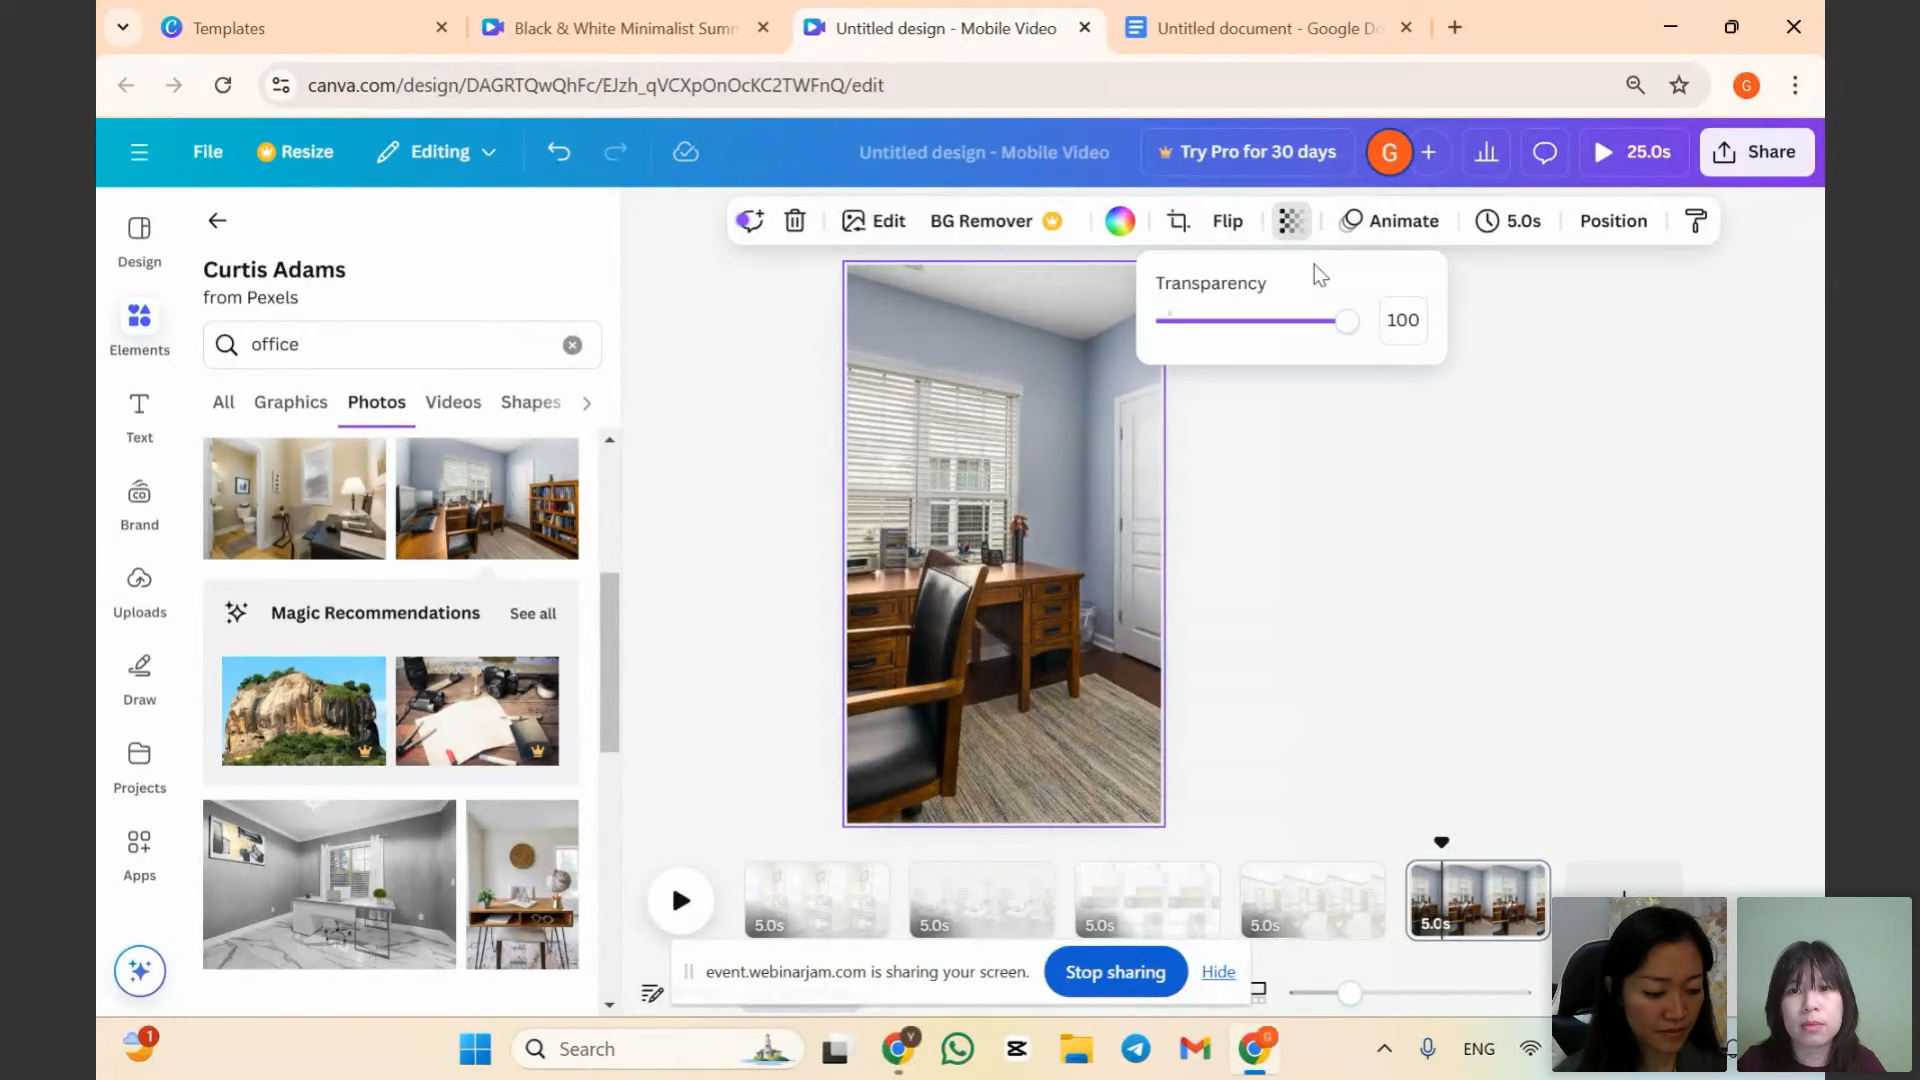 Templates
Black & White Minimalist Summ
Untitled design - Mobile Video
Untitled document - Google Do
canva.com/design/DAGRTQwQhFc/EJzh_qVCXpOnOcKC2TWFnQ/edit
G
File
Resize
Editing
Untitled design - Mobile Video
Try Pro for 30 days
G
25.0s
Share
Edit
BG Remover
Flip
Animate
5.0s
Position
Transparency
100
Design
Elements
Text
Brand
Uploads
Draw
Projects
Apps
Curtis Adams
from Pexels
office
All
Graphics
Photos
Videos
Shapes
Magic Recommendations
See all
5.0s
5.0s
5.0s
5.0s
5.0s
event.webinarjam.com is sharing your screen.
Stop sharing
Hide
1
Search
Y
G
ENG